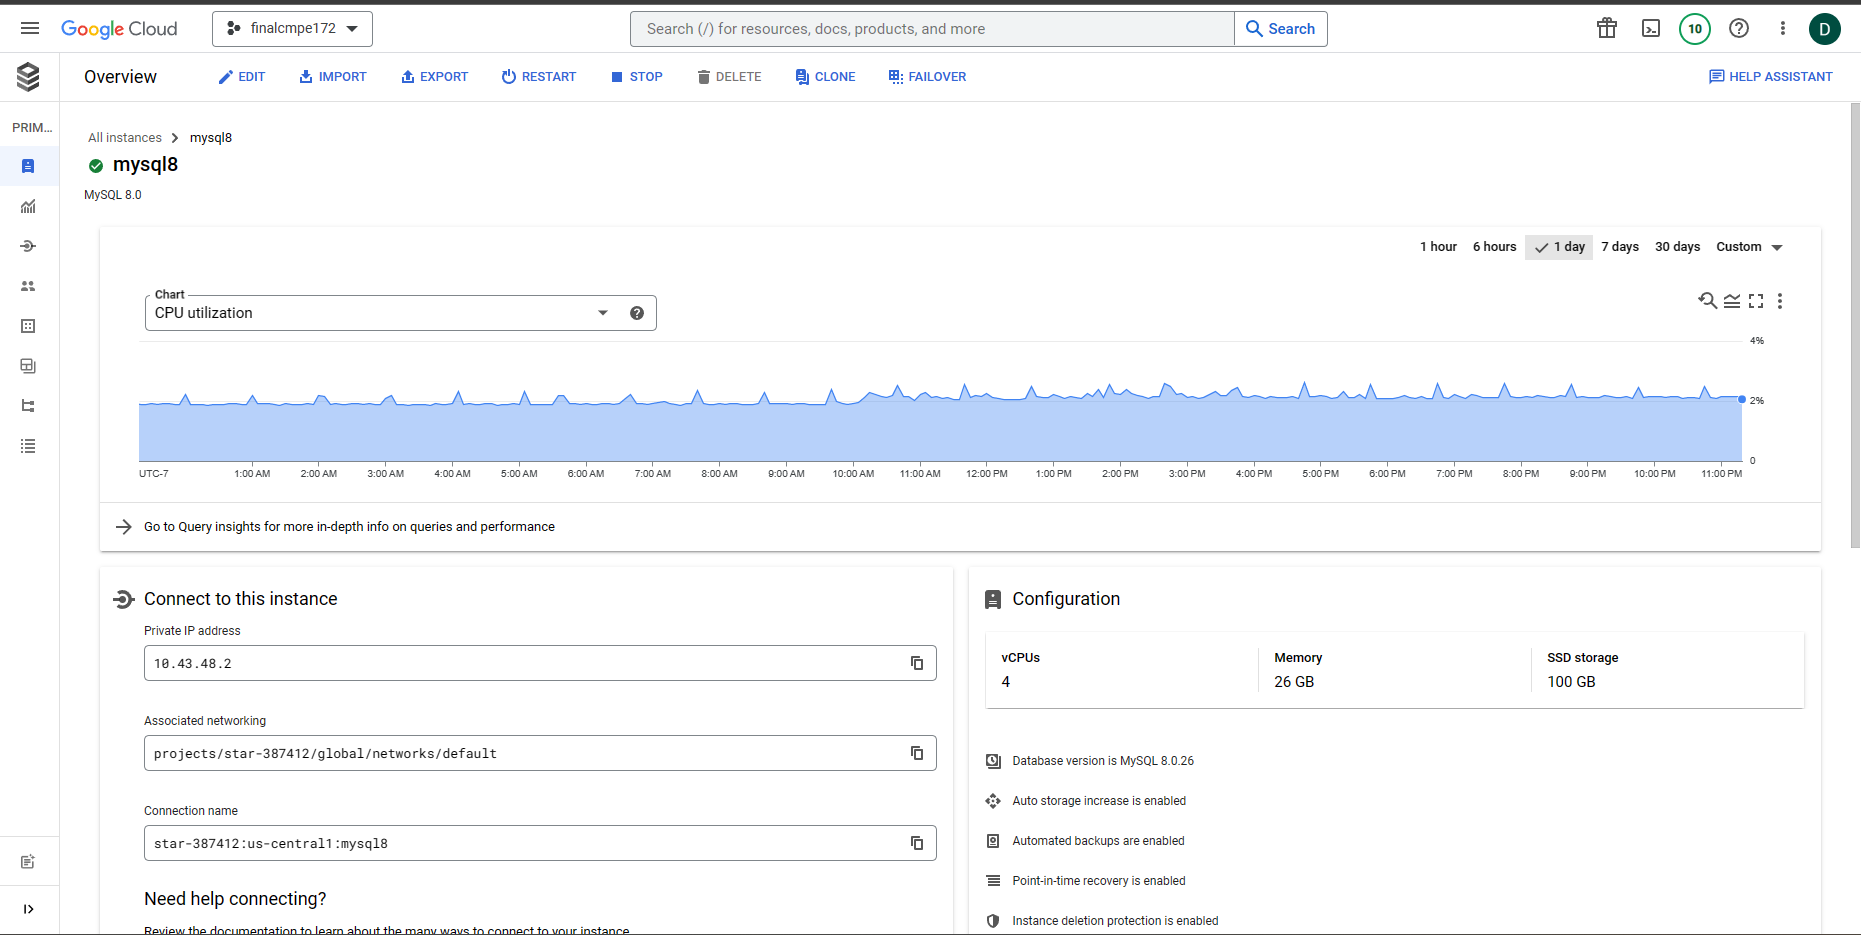 Google Cloud
finalcmpe172
Search (/) for resources, docs, products, and more
Search
10
D
Overview
EDIT
IMPORT
EXPORT
RESTART
STOP
DELETE
CLONE
FAILOVER
HELP ASSISTANT
PRIM...
All instances
mysql8
mysql8
MySQL 8.0
1 hour
6 hours
1 day
7 days
30 days
Custom
Chart
CPU utilization
4%
2%
0
UTC-7
1:00 AM
2:00 AM
3:00 AM
4:00 AM
5:00 AM
6:00 AM
7:00 AM
8:00 AM
9:00 AM
10:00 AM
11:00 AM
12:00 PM
1:00 PM
2:00 PM
3:00 PM
4:00 PM
5:00 PM
6:00 PM
7:00 PM
8:00 PM
9:00 PM
10:00 PM
11:00 PM
Go to Query insights for more in-depth info on queries and performance
Connect to this instance
Private IP address
10.43.48.2
Associated networking
projects/star-387412/global/networks/default
Connection name
star-387412:us-central1:mysql8
Need help connecting?
Review the documentation to learn about the many ways to connect to your instance
Configuration
vCPUs
4
Memory
26 GB
SSD storage
100 GB
Database version is MySQL 8.0.26
Auto storage increase is enabled
Automated backups are enabled
Point-in-time recovery is enabled
Instance deletion protection is enabled